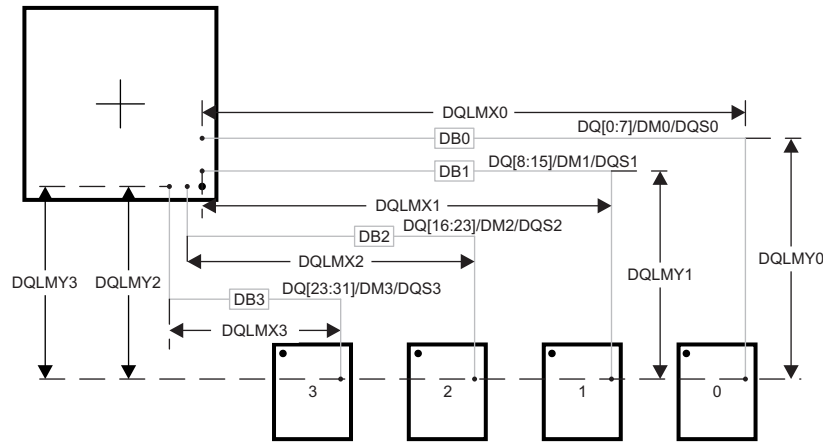 DQLMX0
DQ[0:7]/DM0/DQS0
DB0
DQ[8:15]/DM1/DQS1
DB1
DQLMX1
DQ[16:23]/DM2/DQS2
DB2
DQLMX2
DQLMY3
DQLMY2
DQLMY1
DQLMY0
DQ[23:31]/DM3/DQS3
DB3
DQLMX3
3
2
1
0